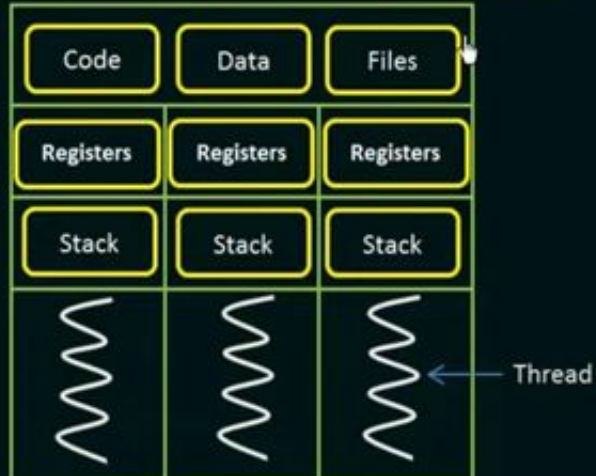 Code Data Files
Registers Registers Registers
Stack Stack Stack
Thread